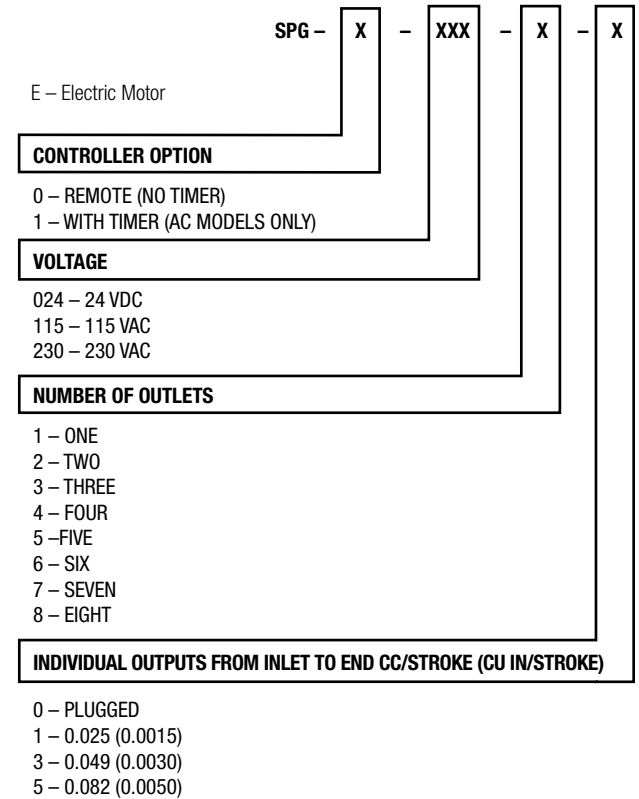 SPG – X – XXX – X – X
E – Electric Motor
CONTROLLER OPTION
0 – REMOTE (NO TIMER)
1 – WITH TIMER (AC MODELS ONLY)
VOLTAGE
024 – 24 VDC
115 – 115 VAC
230 – 230 VAC
NUMBER OF OUTLETS
1 – ONE
2 – TWO
3 – THREE
4 – FOUR
5 –FIVE
6 – SIX
7 – SEVEN
8 – EIGHT
INDIVIDUAL OUTPUTS FROM INLET TO END CC/STROKE (CU IN/STROKE)
0 – PLUGGED
1 – 0.025 (0.0015)
3 – 0.049 (0.0030)
5 – 0.082 (0.0050)